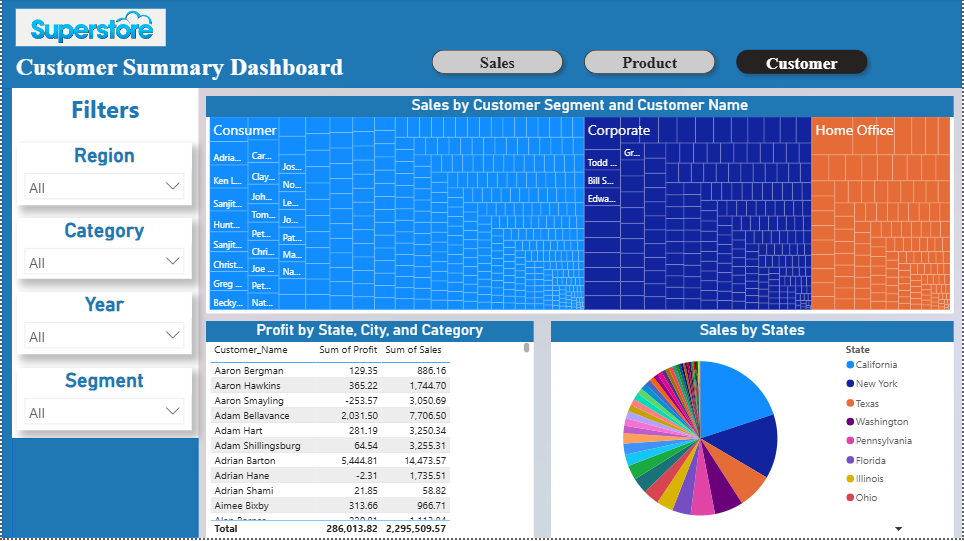 Superstore
Customer Summary Dashboard
Sales
Product
Customer
Filters
Region
All
Category
All
Year
All
Segment
All
Sales by Customer Segment and Customer Name
Consumer
Adria...
Ken L...
Sanjit...
Hunt...
Sanjit...
Christ...
Greg ...
Becky...
Car...
Clay...
Joh...
Tom...
Pet...
Chri...
Joe ...
Pet...
Nat...
Jos...
No...
Le...
Jo...
Pat...
Ma...
Na...
Corporate
Todd ...
Bill S...
Edwa...
Gr...
Home Office
Profit by State, City, and Category
Customer_Name Sum of Profit Sum of Sales
Aaron Bergman 129.35 886.16
Aaron Hawkins 365.22 1,744.70
Aaron Smayling -253.57 3,050.69
Adam Bellavance 2,031.50 7,706.50
Adam Hart 281.19 3,250.34
Adam Shillingsburg 64.54 3,255.31
Adrian Barton 5,444.81 14,473.57
Adrian Hane -2.31 1,735.51
Adrian Shami 21.85 58.82
Aimee Bixby 313.66 966.71
Total 286,013.82 2,295,509.57
Sales by States
State
California
New York
Texas
Washington
Pennsylvania
Florida
Illinois
Ohio